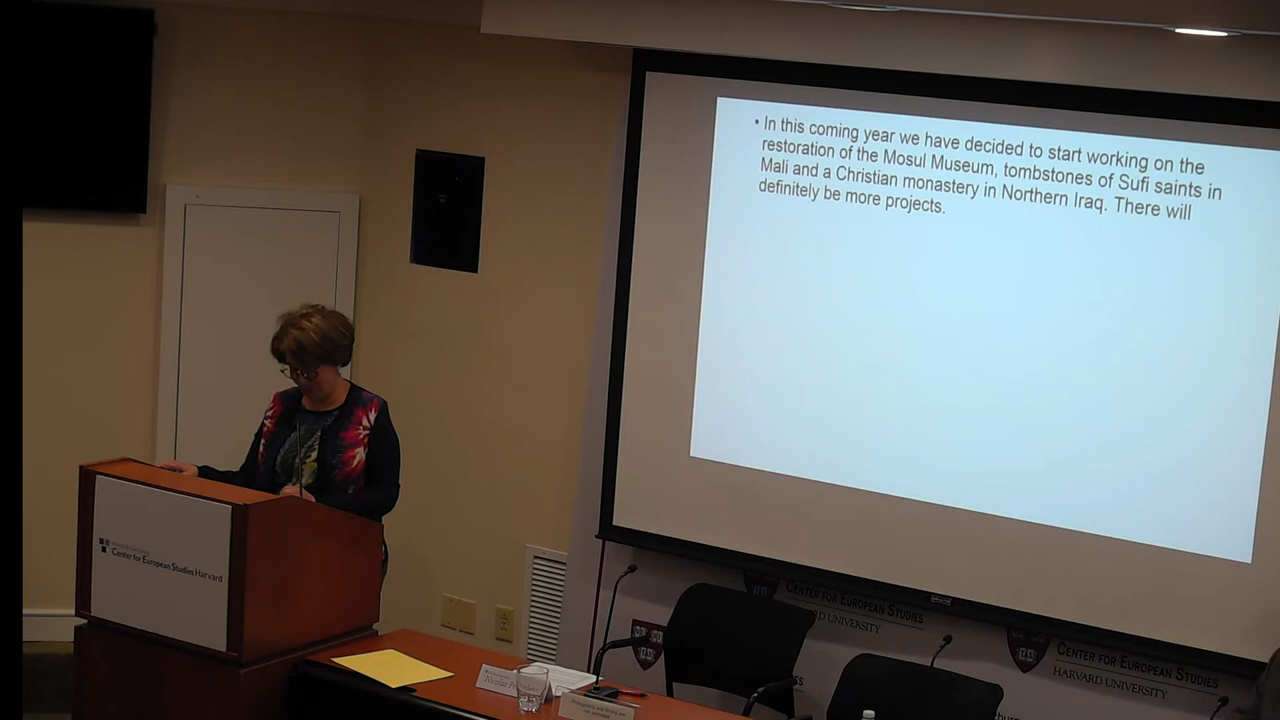 • In this coming year we have decided to start working on the
restoration of the Mosul Museum, tombstones of Sufi saints in
Mali and a Christian monastery in Northern Iraq. There will
definitely be more projects.
Center for European Studies Harvard
CENTER FOR EUROPEAN STUDIES
RD UNIVERSITY
CENTER FOR EUROPEAN STUDIES
HARVARD UNIVERSITY
Nicolas